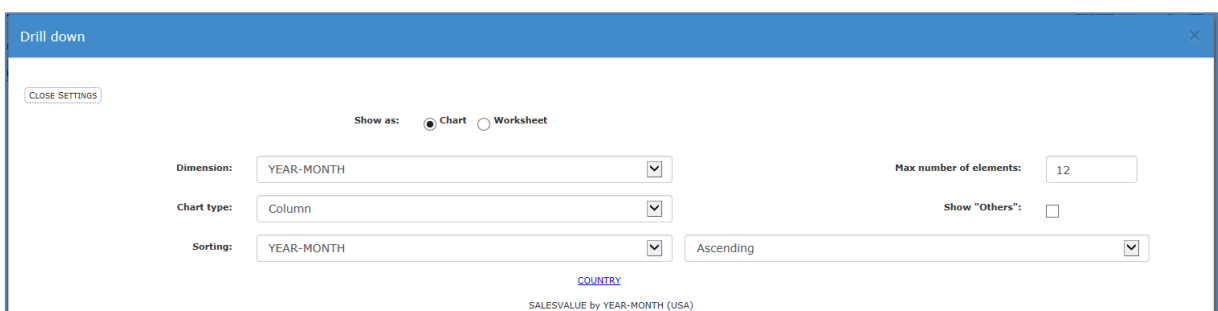 Drill down ×
CLOSE SETTINGS
Show as: Chart Worksheet
Dimension: YEAR-MONTH Max number of elements: 12
Chart type: Column Show "Others":
Sorting: YEAR-MONTH Ascending
COUNTRY
SALESVALUE by YEAR-MONTH (USA)